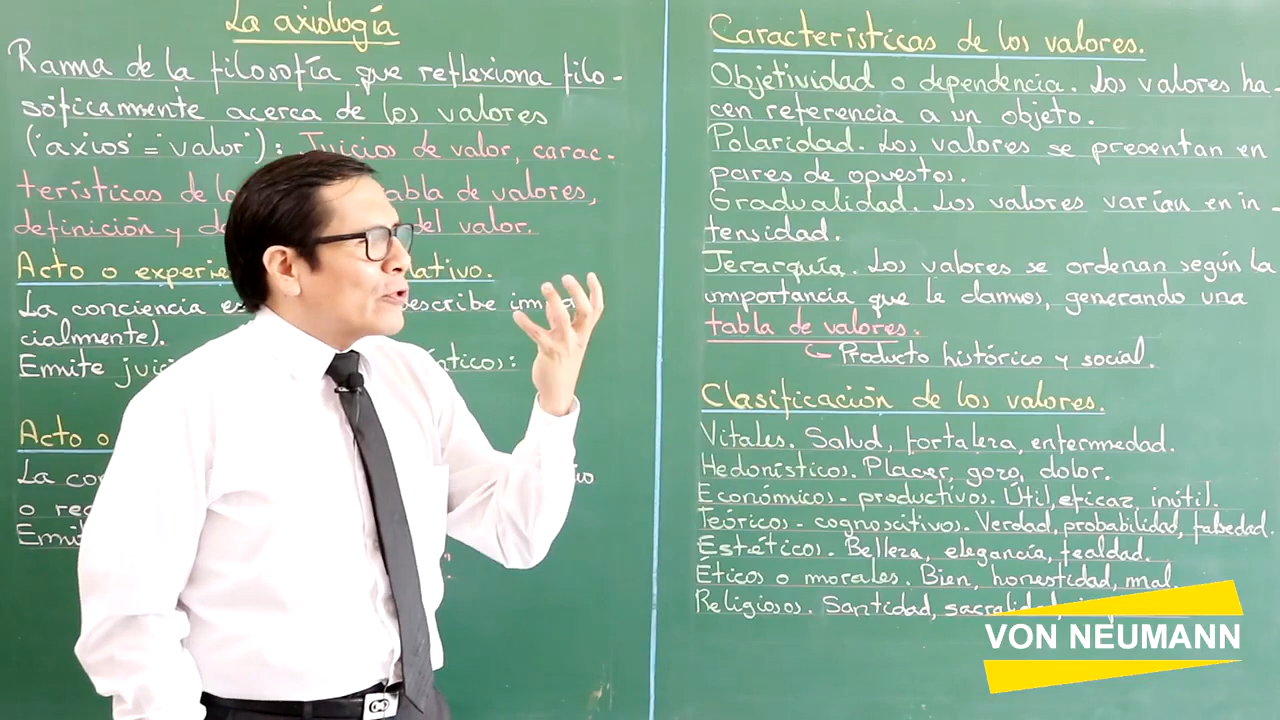 La axiología
Rama de la filosofía que reflexiona filo-
sóficamente acerca de los valores
('axios' = 'valor'): Juicios de valor, carac-
terísticas de lo tabla de valores,
definición y del valor.
Acto o
La conciencia describe
cialmente).
Emite
Acto o
La
o
Características de los valores.
Objetividad o dependencia. Los valores ha-
cen referencia a un objeto.
Polaridad. Los valores se presentan en
pares de opuestos.
Gradualidad. Los valores varían en in-
tensidad.
Jerarquía. Los valores se ordenan según la
importancia que le damos, generando una
tabla de valores.
Producto histórico y social.
Clasificación de los valores.
Vitales. Salud, fortaleza, enfermedad.
Hedonísticos. Placer, gozo, dolor.
Económicos - productivos. Útil, eficaz, inútil.
Teóricos - cognoscitivos. Verdad, probabilidad, falsedad.
Estéticos. Belleza, elegancia, fealdad.
Éticos o morales. Bien, honestidad, mal.
Religiosos. Santidad,
VON NEUMANN